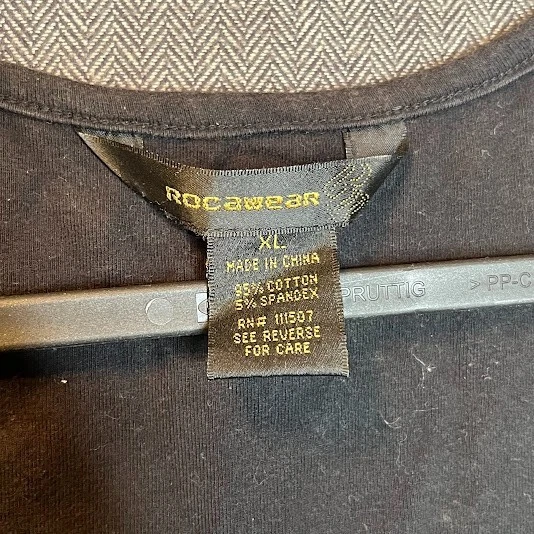 Rocawear
XL
MADE IN CHINA
95% COTTON
5% SPANDEX
RN# 111507
SEE REVERSE
FOR CARE
PRUTTIG
> PP-C